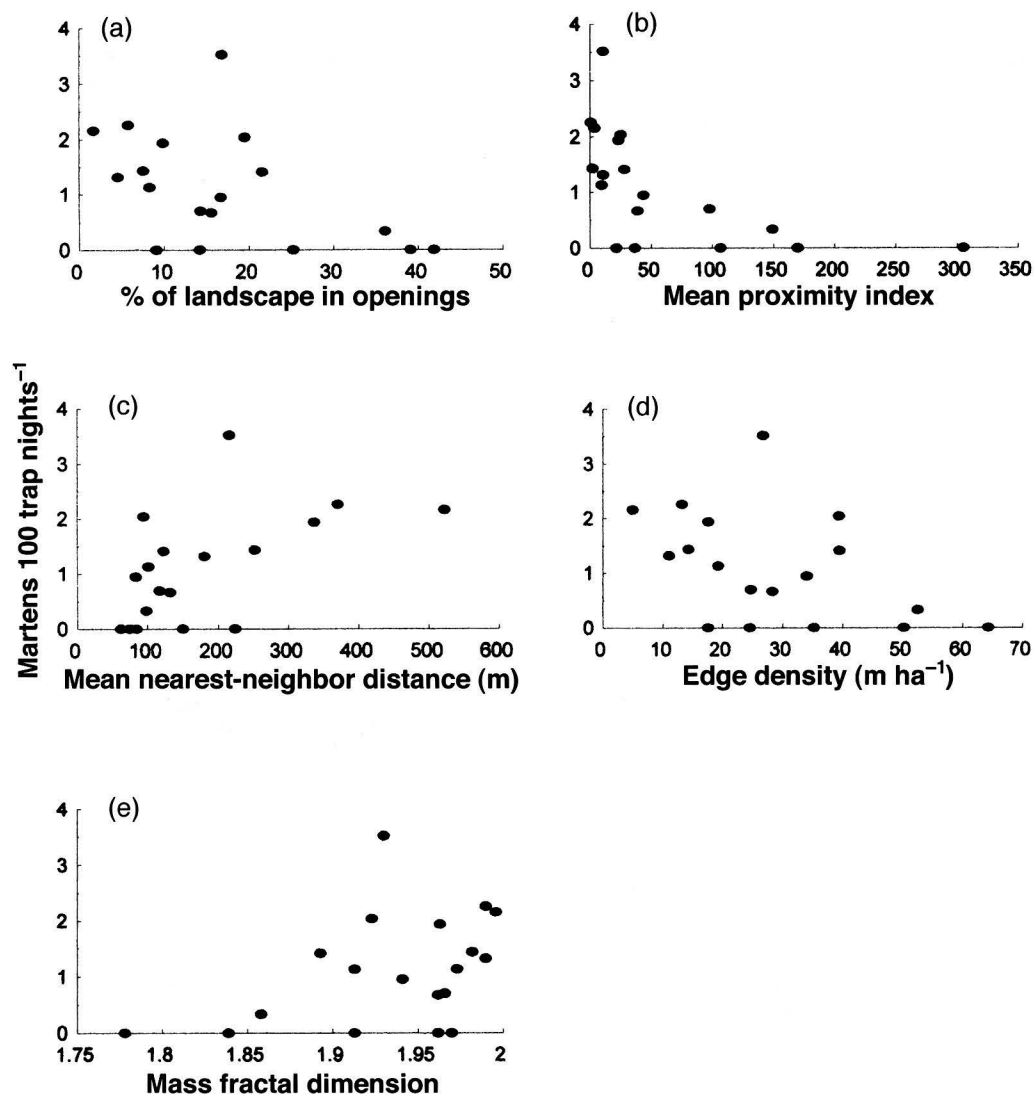 (a)
4
3
2
1
0
0 10 20 30 40 50
% of landscape in openings
(b)
4
3
2
1
0
0 50 100 150 200 250 300 350
Mean proximity index
Martens 100 trap nights⁻¹
(c)
4
3
2
1
0
0 100 200 300 400 500 600
Mean nearest-neighbor distance (m)
(d)
4
3
2
1
0
0 10 20 30 40 50 60 70
Edge density (m ha⁻¹)
(e)
4
3
2
1
0
1.75 1.8 1.85 1.9 1.95 2
Mass fractal dimension